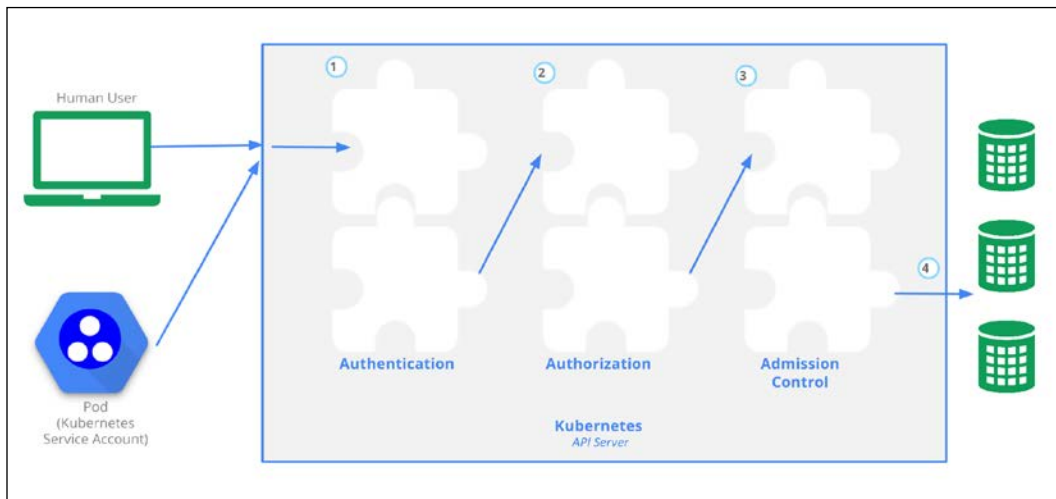 Human User
1
2
3
4
Authentication
Authorization
Admission
Control
Pod
(Kubernetes
Service Account)
Kubernetes
API Server